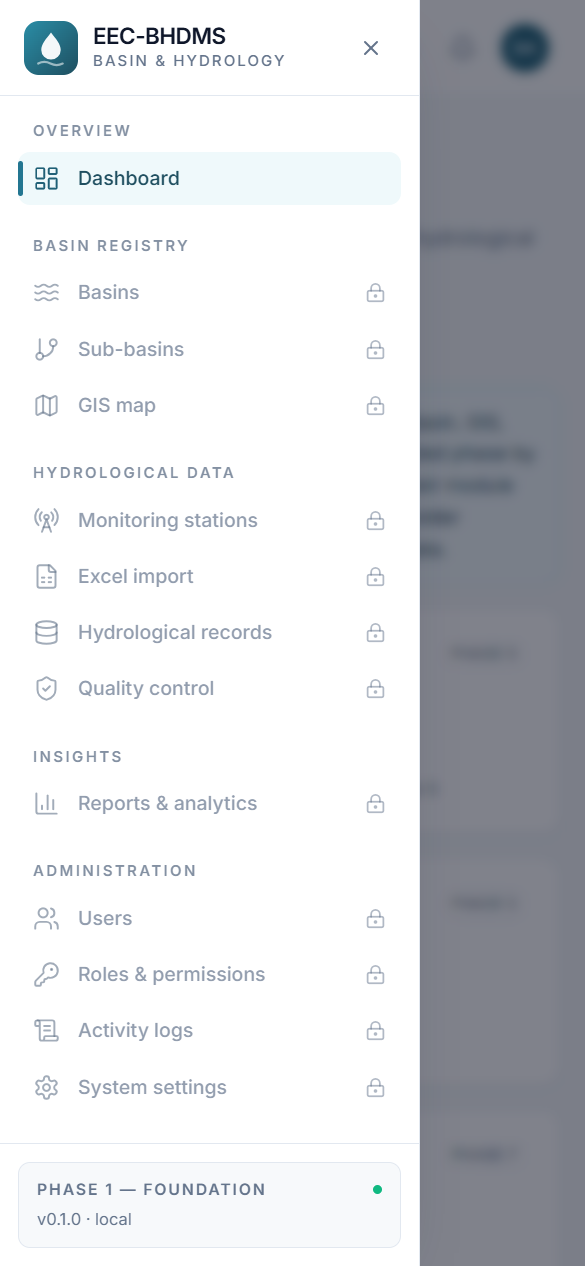 EEC-BHDMS
BASIN & HYDROLOGY
OVERVIEW
Dashboard
BASIN REGISTRY
Basins
Sub-basins
GIS map
HYDROLOGICAL DATA
Monitoring stations
Excel import
Hydrological records
Quality control
INSIGHTS
Reports & analytics
ADMINISTRATION
Users
Roles & permissions
Activity logs
System settings
PHASE 1 — FOUNDATION
v0.1.0 · local